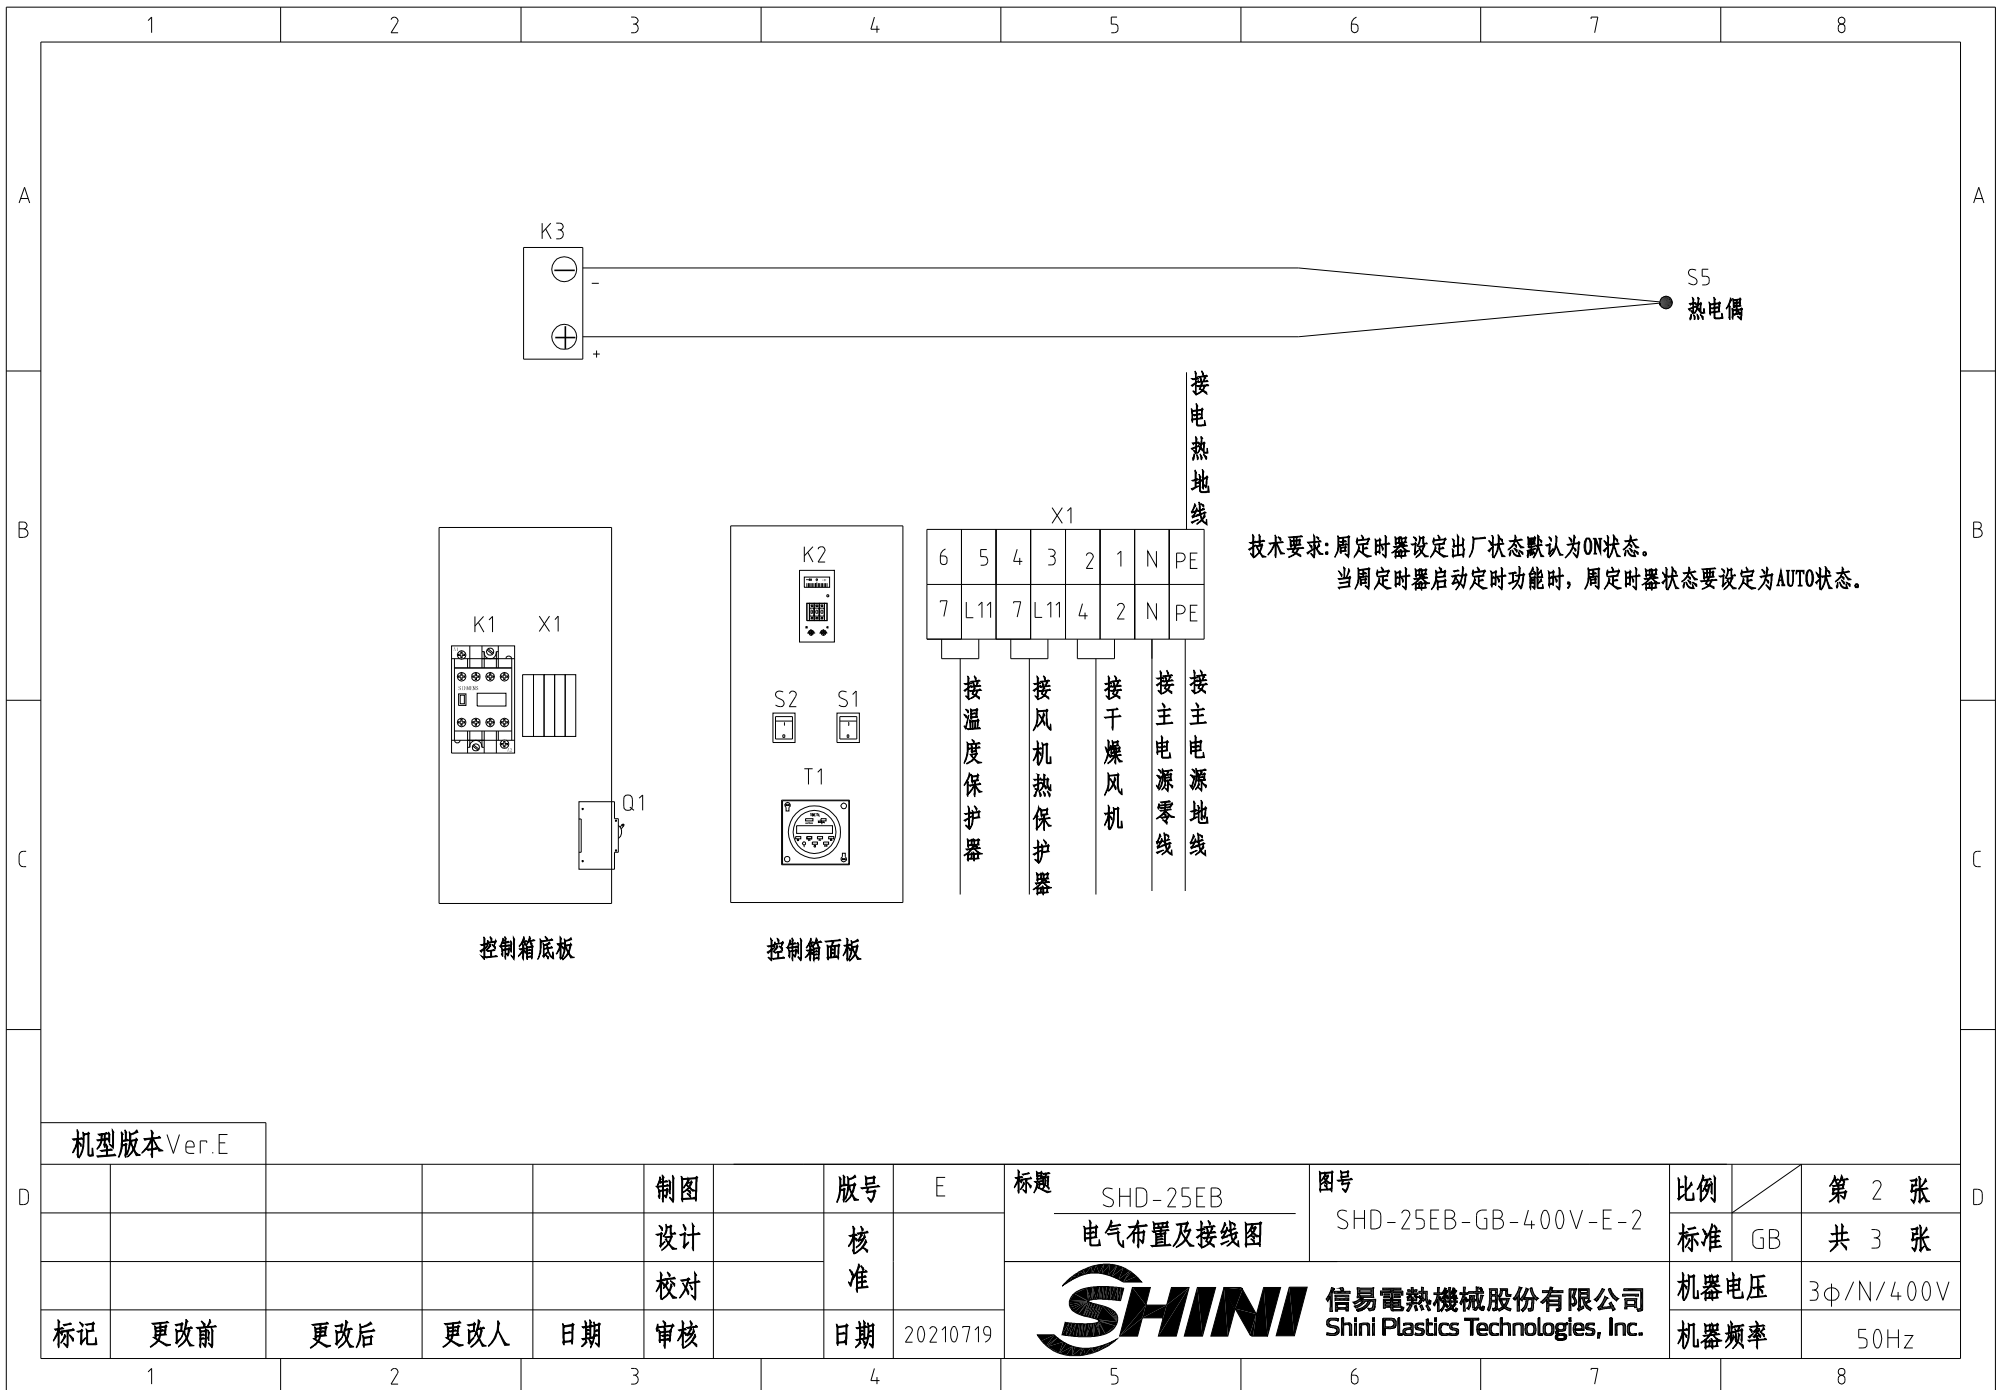 1 2 3 4 5 6 7 8
A A
K3
-
+
S5
热电偶
接电热地线
B B
X1
6 5 4 3 2 1 N PE
7 L11 7 L11 4 2 N PE
技术要求:周定时器设定出厂状态默认为ON状态。
当周定时器启动定时功能时，周定时器状态要设定为AUTO状态。
K1 X1
SIEMENS
Q1
K2
S2 S1
T1
接温度保护器
接风机热保护器
接干燥风机
接主电源零线
接主电源地线
C C
控制箱底板
控制箱面板
机型版本Ver.E
D D
制图 版号 E
设计 核准
校对
标记 更改前 更改后 更改人 日期 审核 日期 20210719
标题
SHD-25EB
电气布置及接线图
图号
SHD-25EB-GB-400V-E-2
比例 第 2 张
标准 GB 共 3 张
机器电压 3φ/N/400V
机器频率 50Hz
SHINI
信易電熱機械股份有限公司
Shini Plastics Technologies, Inc.
1 2 3 4 5 6 7 8